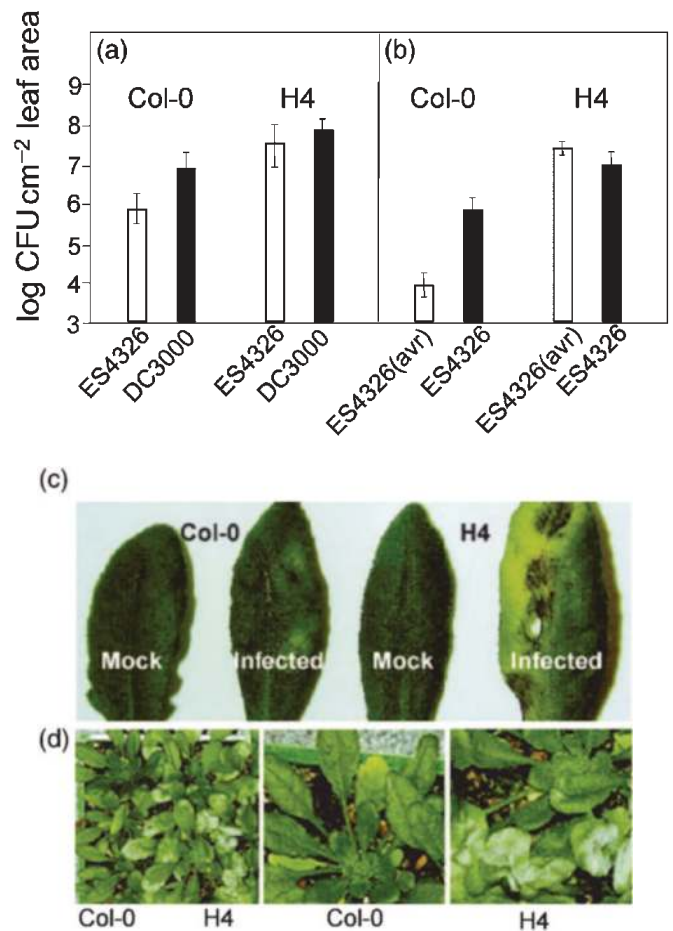 (a)
(b)
Col-0
H4
Col-0
H4
log CFU cm⁻² leaf area
9
8
7
6
5
4
3
ES4326
DC3000
ES4326
DC3000
ES4326(avr)
ES4326
ES4326(avr)
ES4326
(c)
Col-0
H4
Mock
Infected
Mock
Infected
(d)
Col-0
H4
Col-0
H4